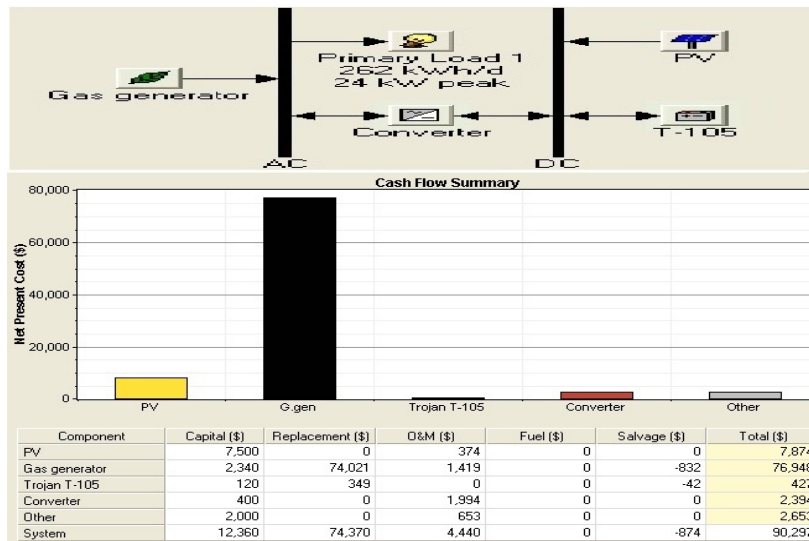 Gas generator
Primary Load 1
262 kWh/d
24 kW peak
PV
Converter
T-105
AC
DC
Cash Flow Summary
Net Present Cost ($)
80,000
60,000
40,000
20,000
0
PV G.gen Trojan T-105 Converter Other
Component Capital ($) Replacement ($) O&M ($) Fuel ($) Salvage ($) Total ($)
PV 7,500 0 374 0 0 7,874
Gas generator 2,340 74,021 1,419 0 -832 76,948
Trojan T-105 120 349 0 0 -42 427
Converter 400 0 1,994 0 0 2,394
Other 2,000 0 653 0 0 2,653
System 12,360 74,370 4,440 0 -874 90,297